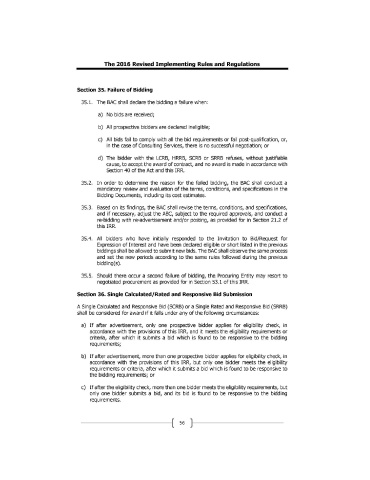 The 2016 Revised Implementing Rules and Regulations
Section 35. Failure of Bidding
35.1. The BAC shall declare the bidding a failure when:
a) No bids are received;
b) All prospective bidders are declared ineligible;
c) All bids fail to comply with all the bid requirements or fail post-qualification, or,
in the case of Consulting Services, there is no successful negotiation; or
d) The bidder with the LCRB, HRRB, SCRB or SRRB refuses, without justifiable
cause, to accept the award of contract, and no award is made in accordance with
Section 40 of the Act and this IRR.
35.2. In order to determine the reason for the failed bidding, the BAC shall conduct a
mandatory review and evaluation of the terms, conditions, and specifications in the
Bidding Documents, including its cost estimates.
35.3. Based on its findings, the BAC shall revise the terms, conditions, and specifications,
and if necessary, adjust the ABC, subject to the required approvals, and conduct a
re-bidding with re-advertisement and/or posting, as provided for in Section 21.2 of
this IRR.
35.4. All bidders who have initially responded to the Invitation to Bid/Request for
Expression of Interest and have been declared eligible or short listed in the previous
biddings shall be allowed to submit new bids. The BAC shall observe the same process
and set the new periods according to the same rules followed during the previous
bidding(s).
35.5. Should there occur a second failure of bidding, the Procuring Entity may resort to
negotiated procurement as provided for in Section 53.1 of this IRR.
Section 36. Single Calculated/Rated and Responsive Bid Submission
A Single Calculated and Responsive Bid (SCRB) or a Single Rated and Responsive Bid (SRRB)
shall be considered for award if it falls under any of the following circumstances:
a) If after advertisement, only one prospective bidder applies for eligibility check, in
accordance with the provisions of this IRR, and it meets the eligibility requirements or
criteria, after which it submits a bid which is found to be responsive to the bidding
requirements;
b) If after advertisement, more than one prospective bidder applies for eligibility check, in
accordance with the provisions of this IRR, but only one bidder meets the eligibility
requirements or criteria, after which it submits a bid which is found to be responsive to
the bidding requirements; or
c) If after the eligibility check, more than one bidder meets the eligibility requirements, but
only one bidder submits a bid, and its bid is found to be responsive to the bidding
requirements.
56